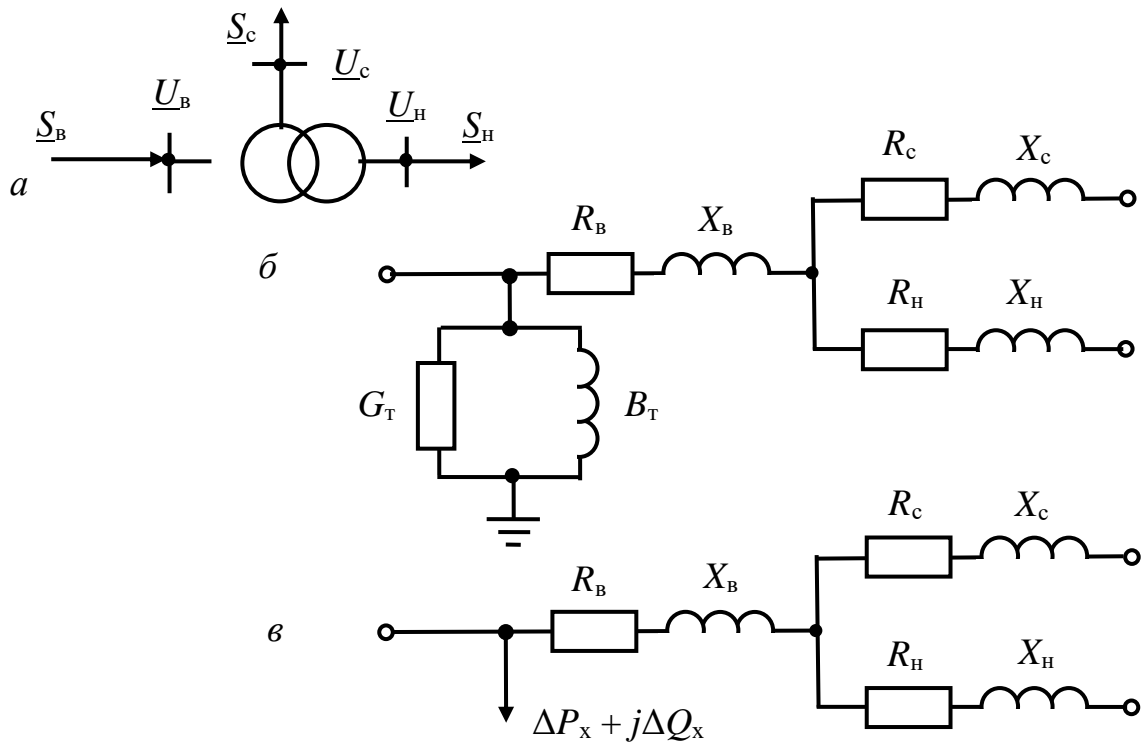 S_с
U_с
U_в
U_н
S_в
S_н
а
R_с
X_с
R_в
X_в
б
R_н
X_н
G_т
B_т
R_с
X_с
R_в
X_в
в
R_н
X_н
ΔP_х + jΔQ_х